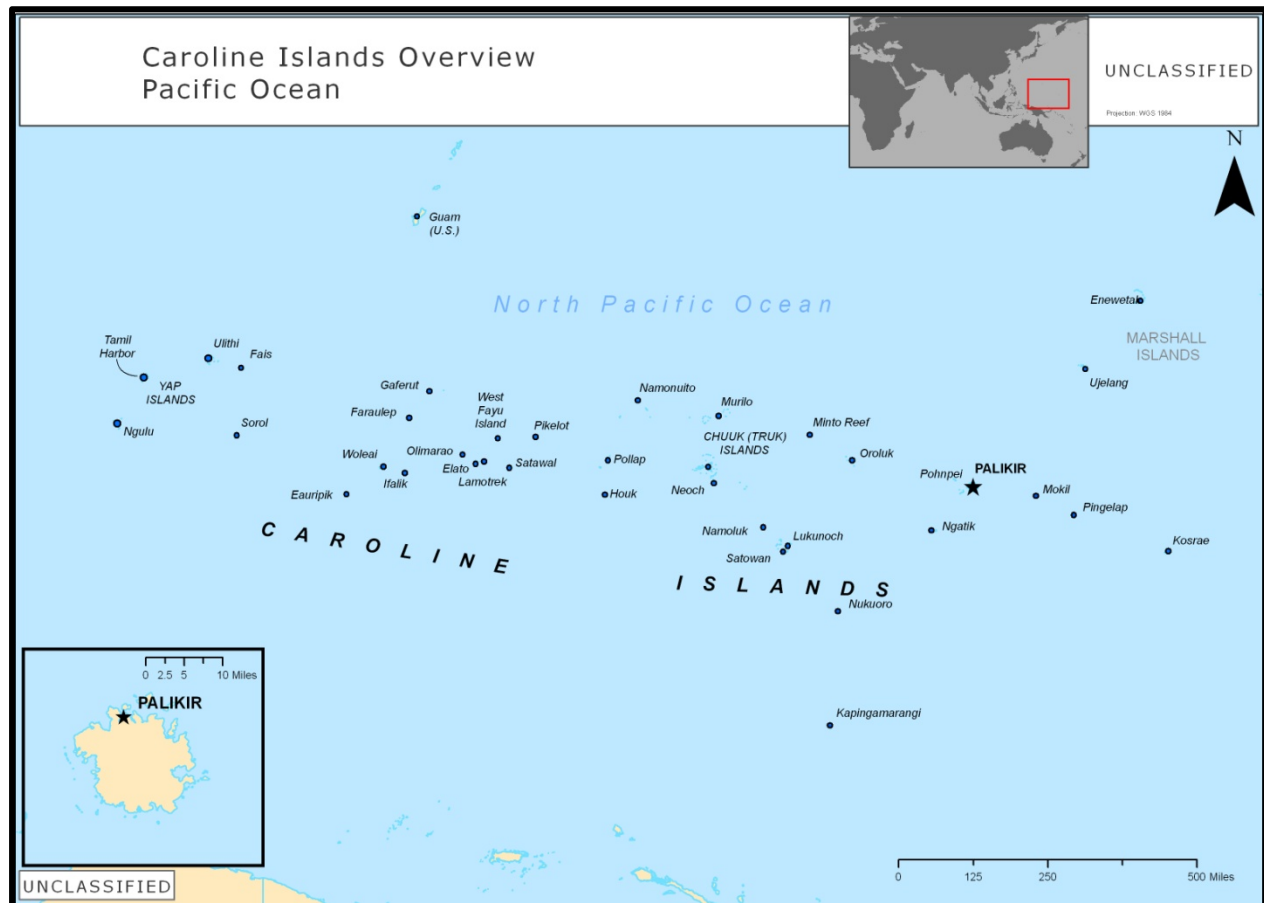 Caroline Islands Overview
Pacific Ocean
UNCLASSIFIED
Projection: WGS 1984
N
Guam
(U.S.)
North Pacific Ocean
Enewetak
MARSHALL
ISLANDS
Ujelang
Tamil
Harbor
Ulithi
Fais
YAP
ISLANDS
Ngulu
Sorol
Gaferut
Faraulep
West
Fayu
Island
Pikelot
Namonuito
Murilo
Minto Reef
CHUUK (TRUK)
ISLANDS
Oroluk
Woleai
Olimarao
Ifalik
Elato
Lamotrek
Satawal
Pollap
Neoch
Houk
Eauripik
Pohnpei
PALIKIR
Mokil
Pingelap
Ngatik
Kosrae
Namoluk
Lukunoch
Satowan
CAROLINE
ISLANDS
Nukuoro
Kapingamarangi
0 2.5 5 10 Miles
PALIKIR
UNCLASSIFIED
0 125 250 500 Miles